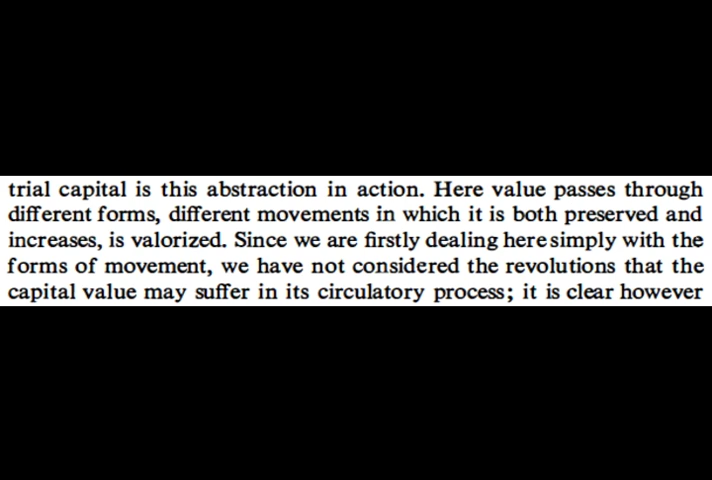 trial capital is this abstraction in action. Here value passes through
different forms, different movements in which it is both preserved and
increases, is valorized. Since we are firstly dealing here simply with the
forms of movement, we have not considered the revolutions that the
capital value may suffer in its circulatory process; it is clear however